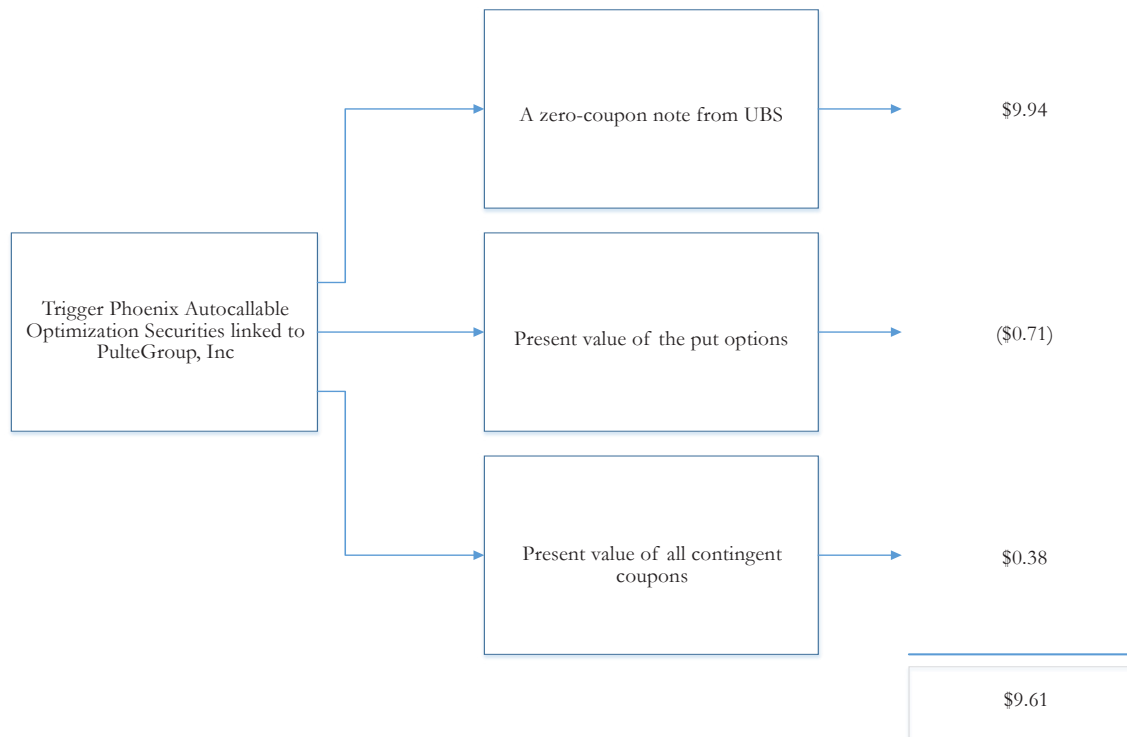 A zero-coupon note from UBS
$9.94
Trigger Phoenix Autocallable
Optimization Securities linked to
PulteGroup, Inc
Present value of the put options
($0.71)
Present value of all contingent
coupons
$0.38
$9.61